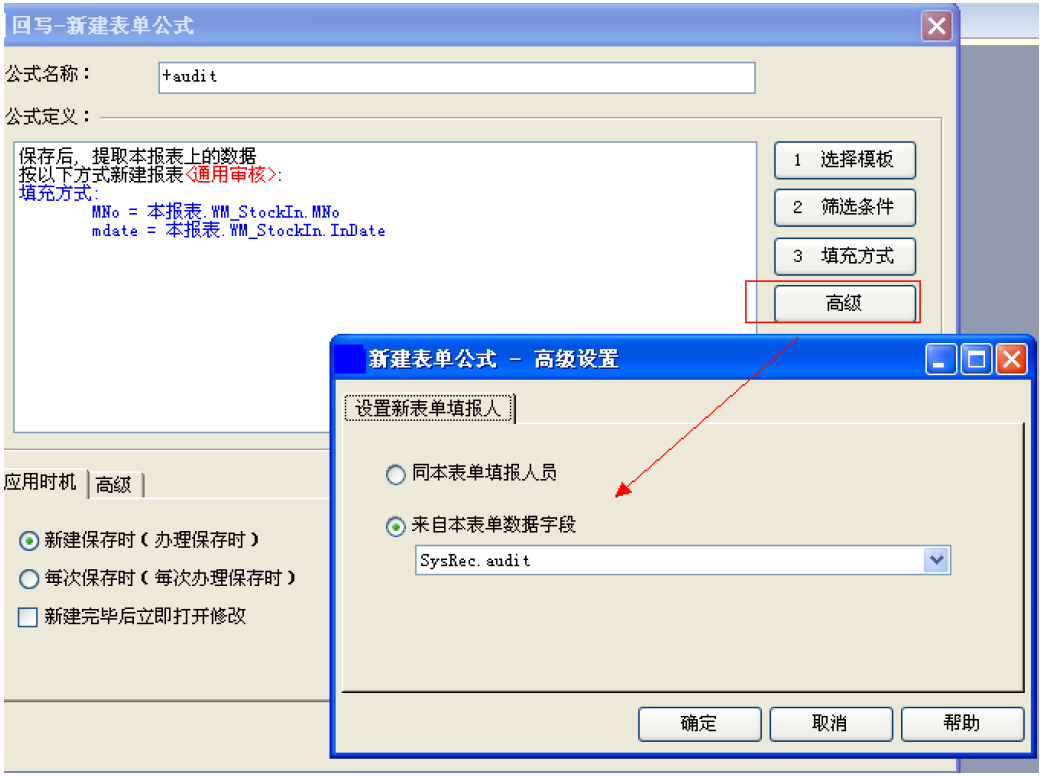 回写-新建表单公式
公式名称：
+audit
公式定义：
保存后，提取本报表上的数据
按以下方式新建报表<通用审核>:
填充方式:
MNo = 本报表.WM_StockIn.MNo
mdate = 本报表.WM_StockIn.InDate
1 选择模板
2 筛选条件
3 填充方式
高级
新建表单公式 - 高级设置
设置新表单填报人
同本表单填报人员
来自本表单数据字段
SysRec.audit
应用时机
高级
新建保存时（办理保存时）
每次保存时（每次办理保存时）
新建完毕后立即打开修改
确定
取消
帮助